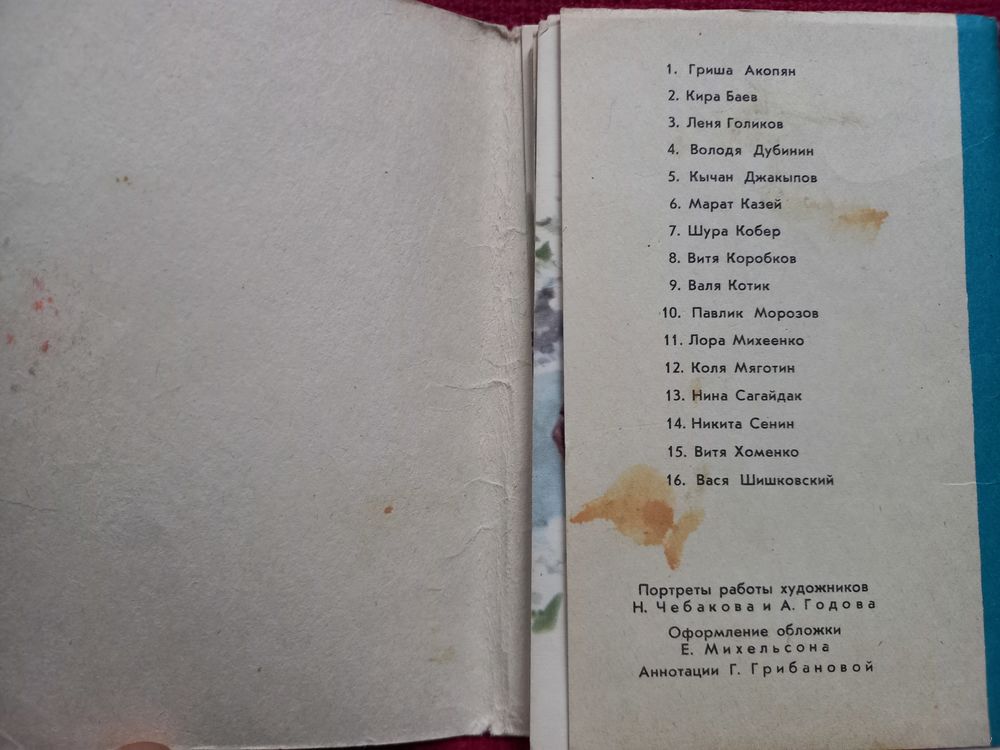 1. Гриша Акопян
2. Кира Баев
3. Леня Голиков
4. Володя Дубинин
5. Кычан Джакыпов
6. Марат Казей
7. Шура Кобер
8. Витя Коробков
9. Валя Котик
10. Павлик Морозов
11. Лора Михеенко
12. Коля Мяготин
13. Нина Сагайдак
14. Никита Сенин
15. Витя Хоменко
16. Вася Шишковский
Портреты работы художников
Н. Чебакова и А. Годова
Оформление обложки
Е. Михельсона
Аннотации Г. Грибановой